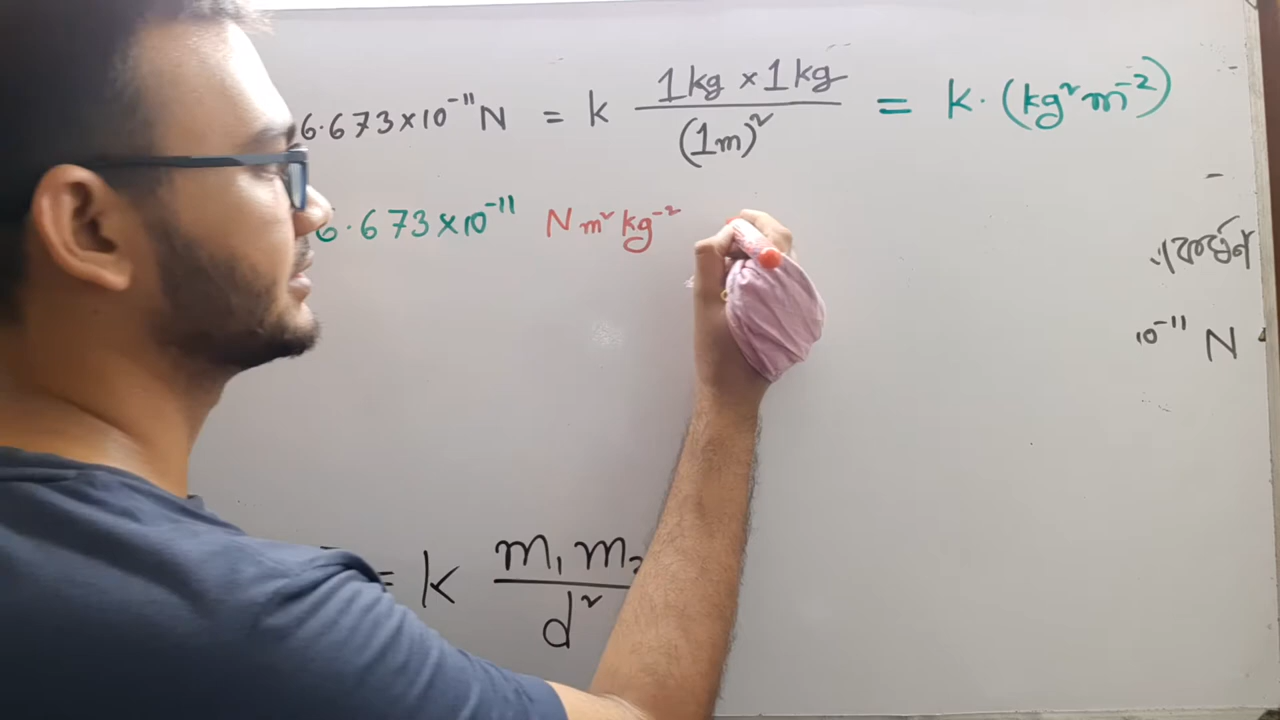 6.673×10⁻¹¹ N = k (1kg × 1kg)/(1m)² = k·(kg²m⁻²)
6.673×10⁻¹¹ Nm²kg⁻²
10⁻¹¹ N
= k m₁m₂/d²